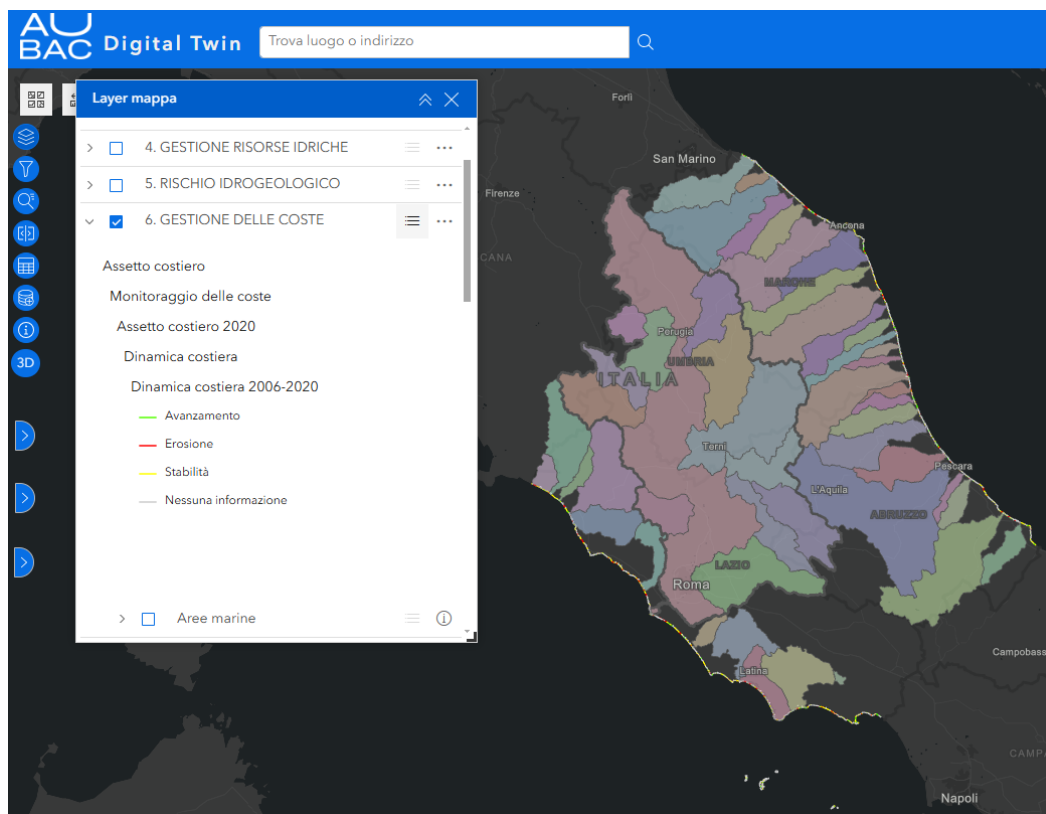 AU
BAC Digital Twin
Trova luogo o indirizzo
Layer mappa
4. GESTIONE RISORSE IDRICHE
5. RISCHIO IDROGEOLOGICO
6. GESTIONE DELLE COSTE
Assetto costiero
Monitoraggio delle coste
Assetto costiero 2020
Dinamica costiera
Dinamica costiera 2006-2020
Avanzamento
Erosione
Stabilità
Nessuna informazione
Aree marine
3D
Forlì
San Marino
Firenze
Ancona
CANA
MARCHE
Perugia
UMBRIA
ITALIA
Terni
Pescara
L'Aquila
ABRUZZO
LAZIO
Roma
Campobass
Latina
CAMPA
Napoli